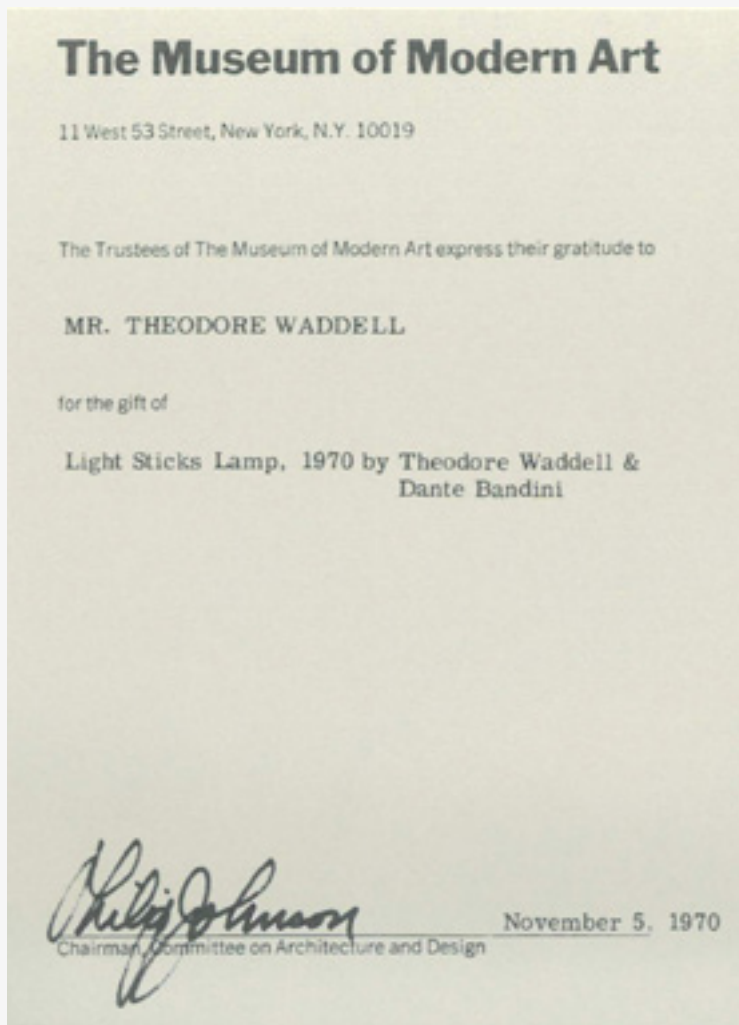 The Museum of Modern Art
11 West 53 Street, New York, N.Y. 10019
The Trustees of The Museum of Modern Art express their gratitude to
MR. THEODORE WADDELL
for the gift of
Light Sticks Lamp, 1970 by Theodore Waddell &
Dante Bandini
Philip Johnson
November 5, 1970
Chairman, Committee on Architecture and Design